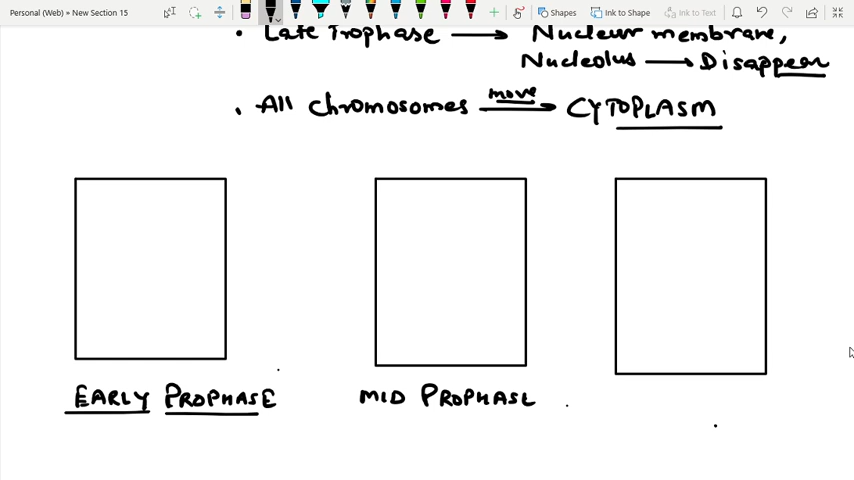 Personal (Web) » New Section 15
Shapes
Ink to Shape
Ink to Text
• Late Prophase → Nuclear membrane,
Nucleolus → Disappear
• All chromosomes move → CYTOPLASM
EARLY PROPHASE
MID PROPHASE